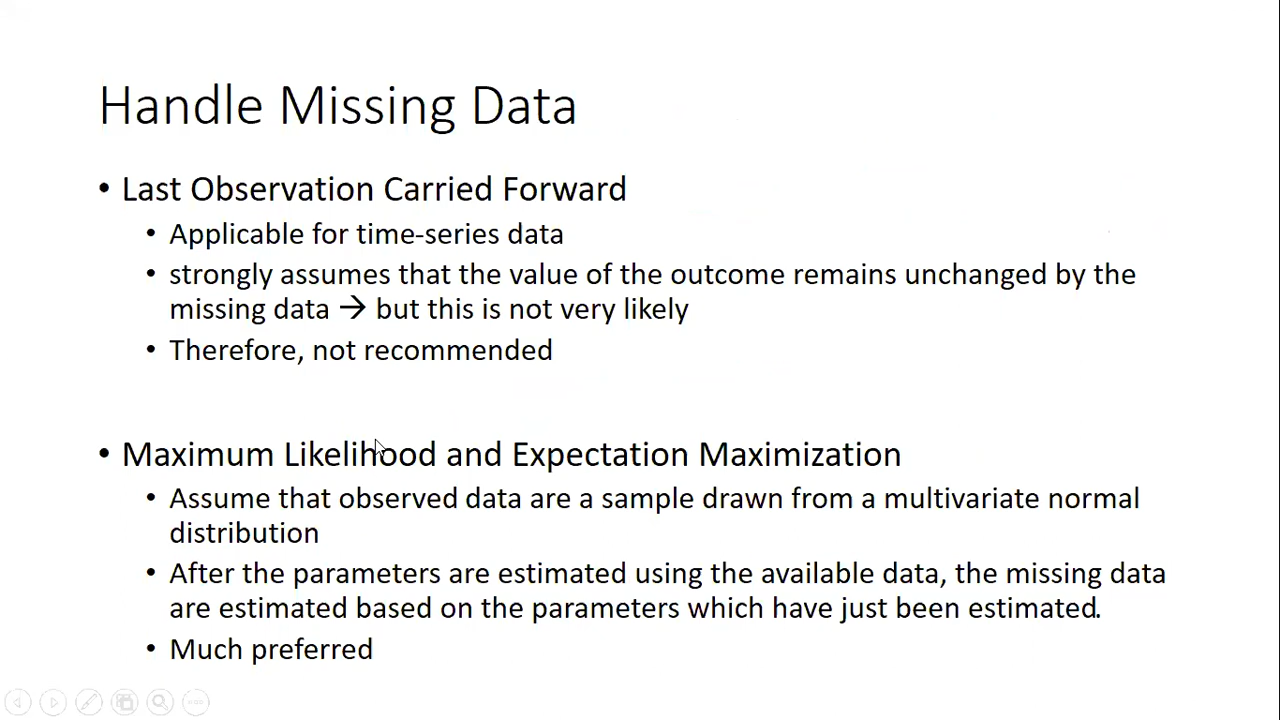 Handle Missing Data
• Last Observation Carried Forward
• Applicable for time-series data
• strongly assumes that the value of the outcome remains unchanged by the
missing data → but this is not very likely
• Therefore, not recommended
• Maximum Likelihood and Expectation Maximization
• Assume that observed data are a sample drawn from a multivariate normal
distribution
• After the parameters are estimated using the available data, the missing data
are estimated based on the parameters which have just been estimated.
• Much preferred